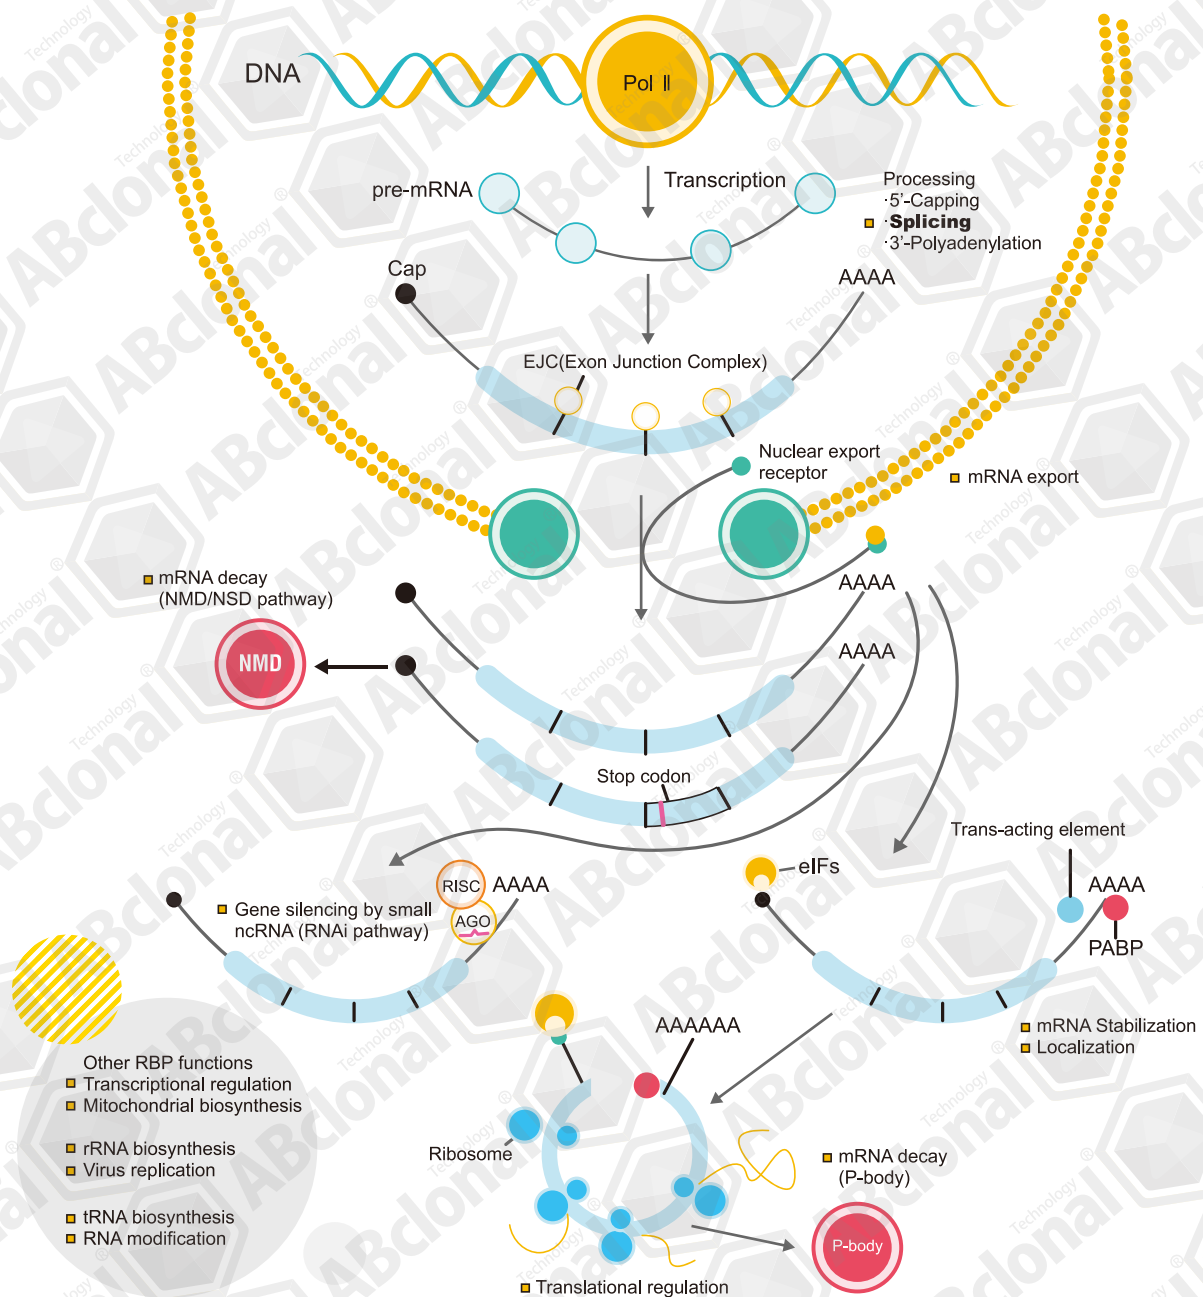 DNA
Pol II
pre-mRNA
Transcription
Processing
·5'-Capping
·Splicing
·3'-Polyadenylation
Cap
AAAA
EJC(Exon Junction Complex)
Nuclear export
receptor
mRNA export
mRNA decay
(NMD/NSD pathway)
NMD
AAAA
AAAA
Stop codon
Trans-acting element
eIFs
RISC
AAAA
AAAA
Gene silencing by small
ncRNA (RNAi pathway)
AGO
PABP
AAAAAA
mRNA Stabilization
Localization
Other RBP functions
Transcriptional regulation
Mitochondrial biosynthesis
rRNA biosynthesis
Virus replication
tRNA biosynthesis
RNA modification
Ribosome
mRNA decay
(P-body)
P-body
Translational regulation
ABclonal
Technology
®